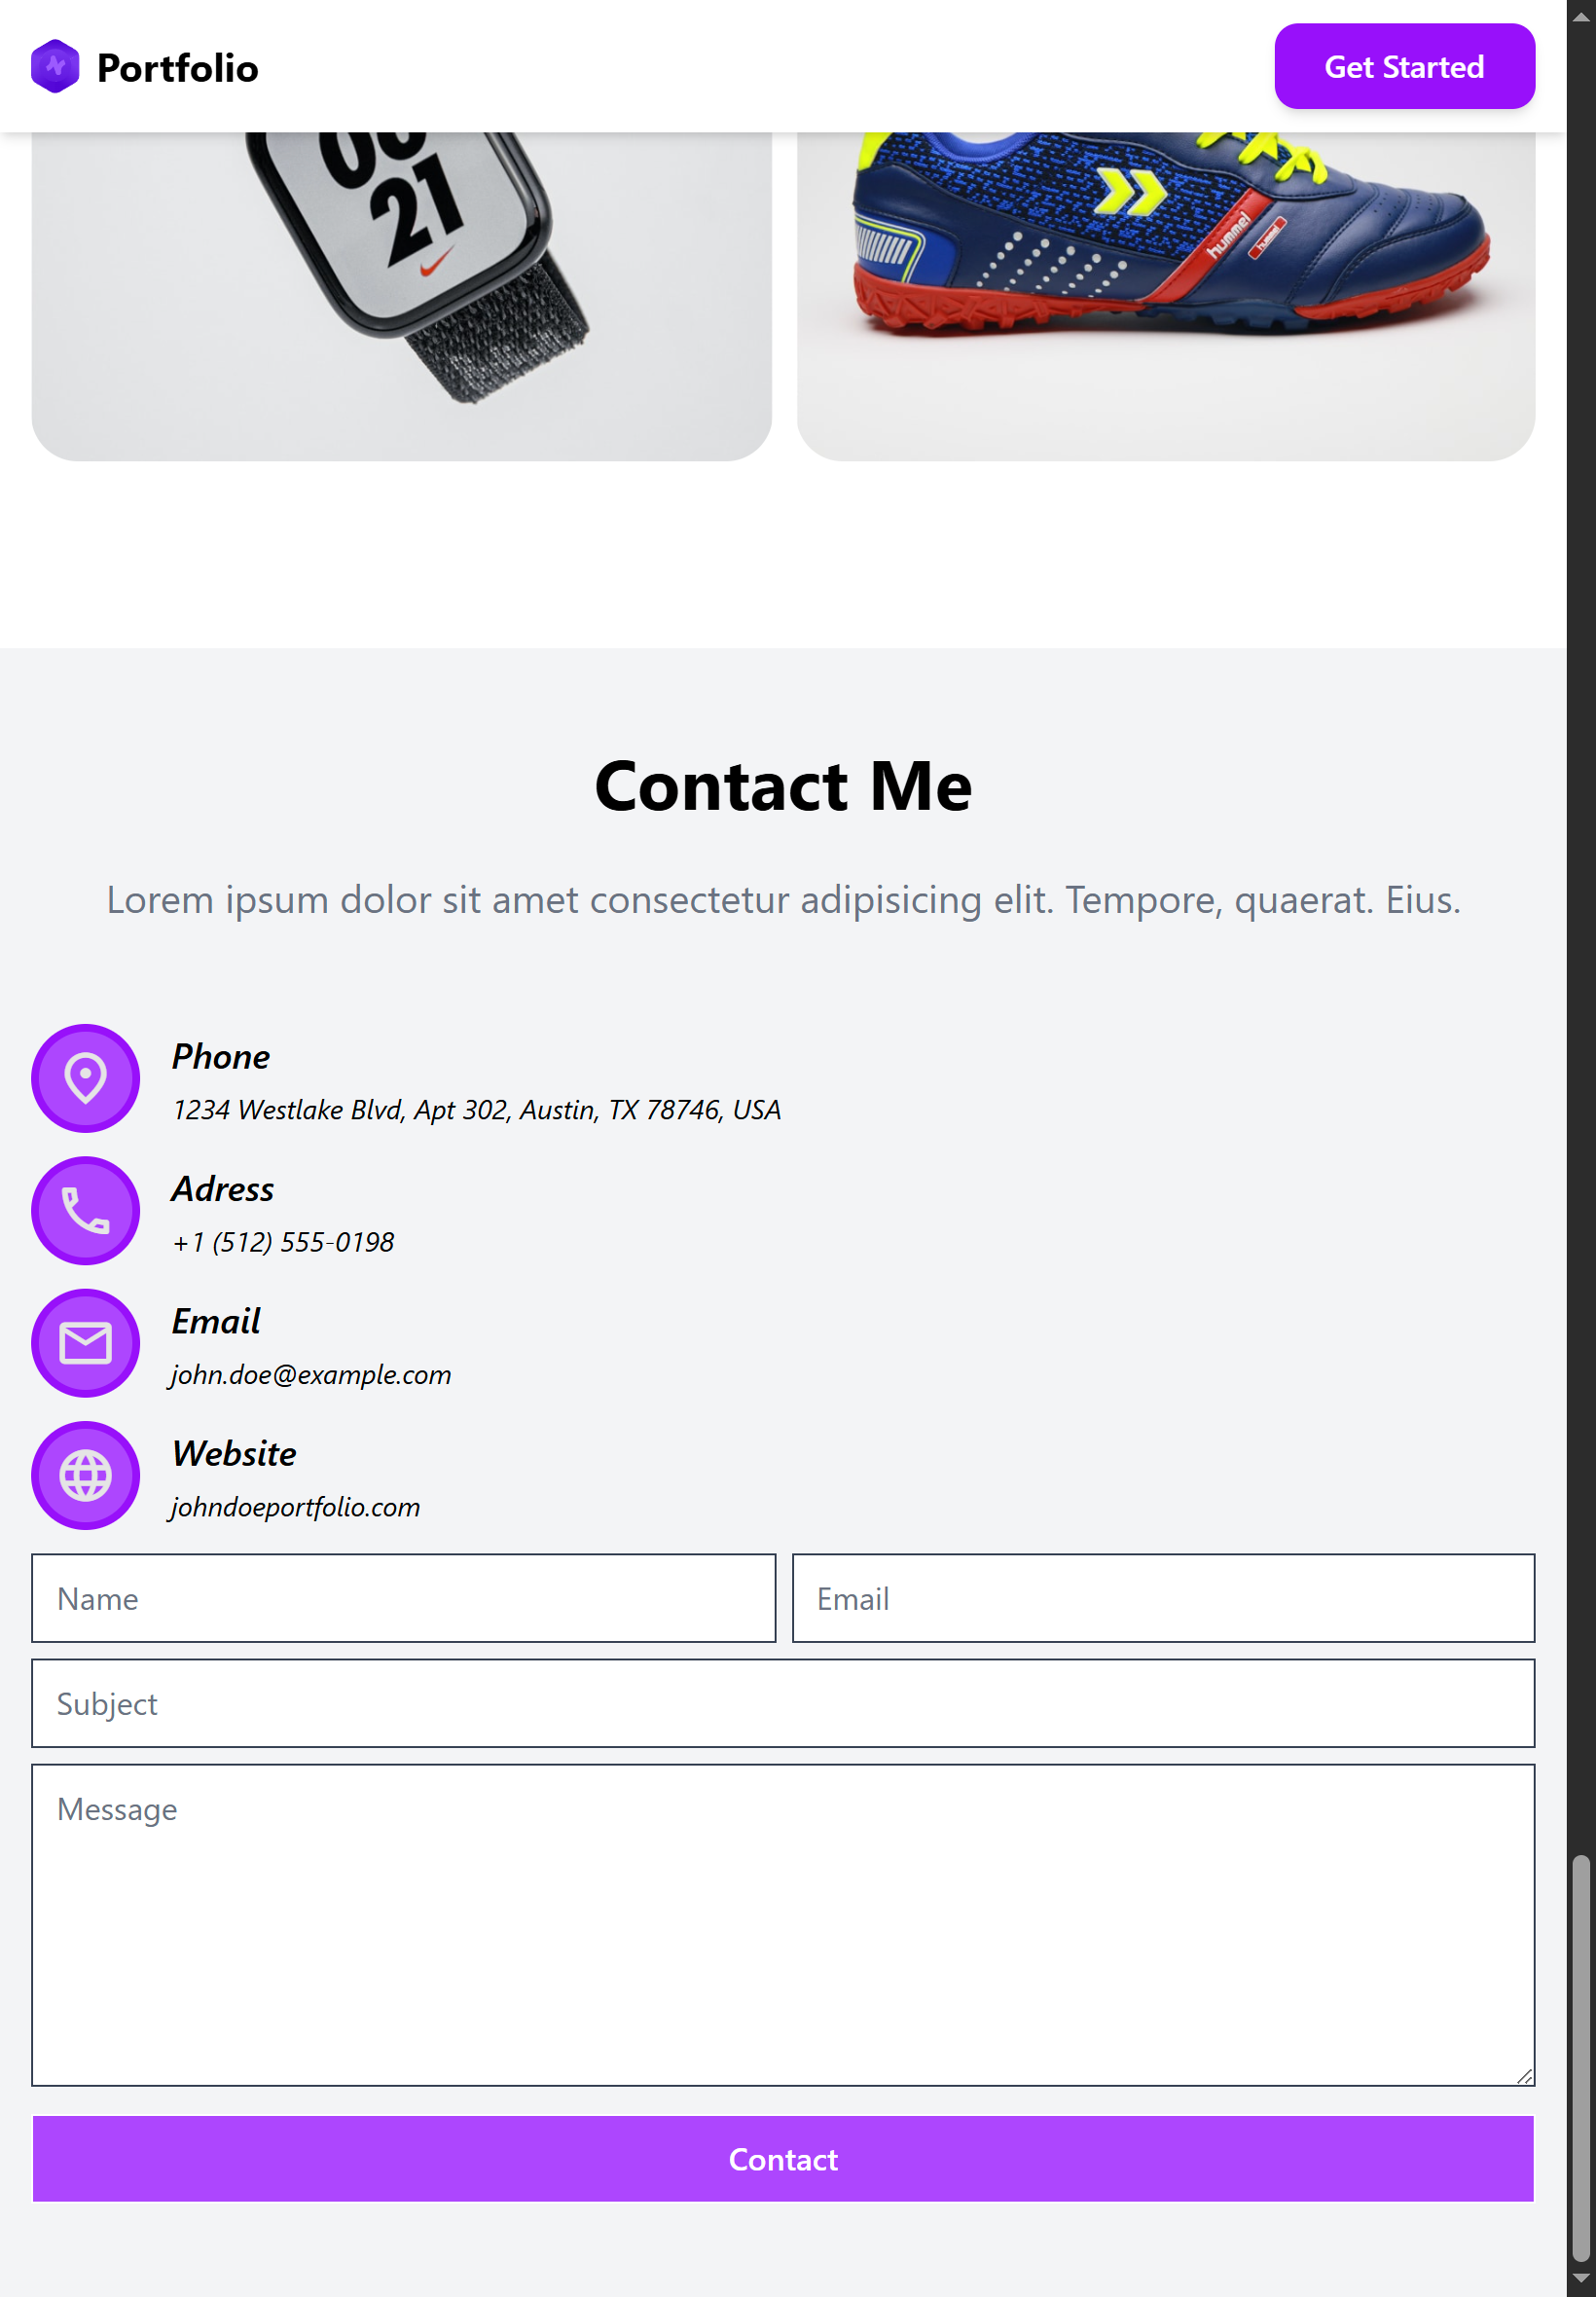 Portfolio
Get Started
21
hummel
hummel
Contact Me
Lorem ipsum dolor sit amet consectetur adipisicing elit. Tempore, quaerat. Eius.
Phone
1234 Westlake Blvd, Apt 302, Austin, TX 78746, USA
Adress
+1 (512) 555-0198
Email
john.doe@example.com
Website
johndoeportfolio.com
Name
Email
Subject
Message
Contact